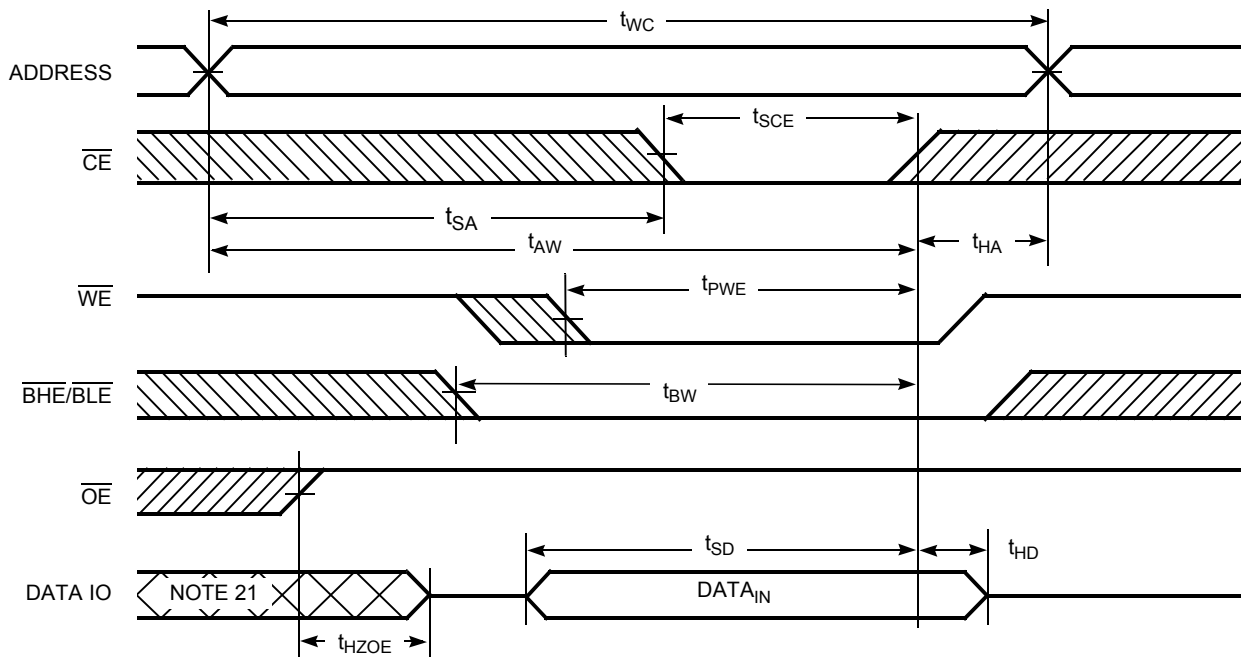 tWC
ADDRESS
tSCE
CE
tSA
tAW
tHA
WE
tPWE
BHE/BLE
tBW
OE
tSD
tHD
DATA IO
NOTE 21
DATAIN
tHZOE